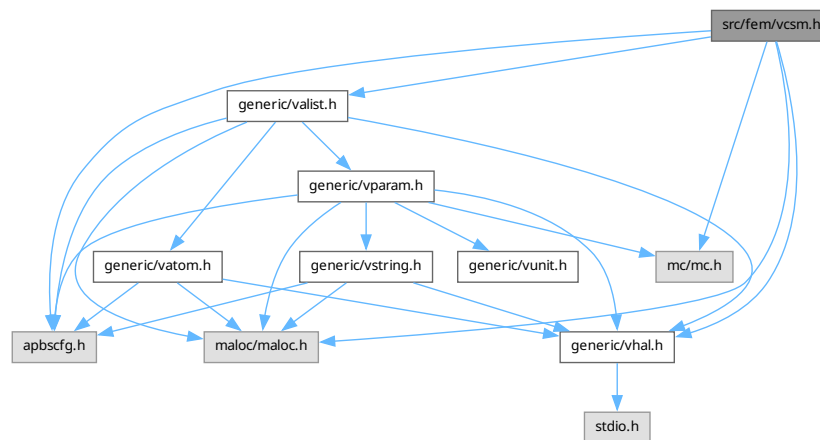 src/fem/vcsm.h
generic/valist.h
generic/vparam.h
generic/vatom.h
generic/vstring.h
generic/vunit.h
mc/mc.h
apbscfg.h
maloc/maloc.h
generic/vhal.h
stdio.h